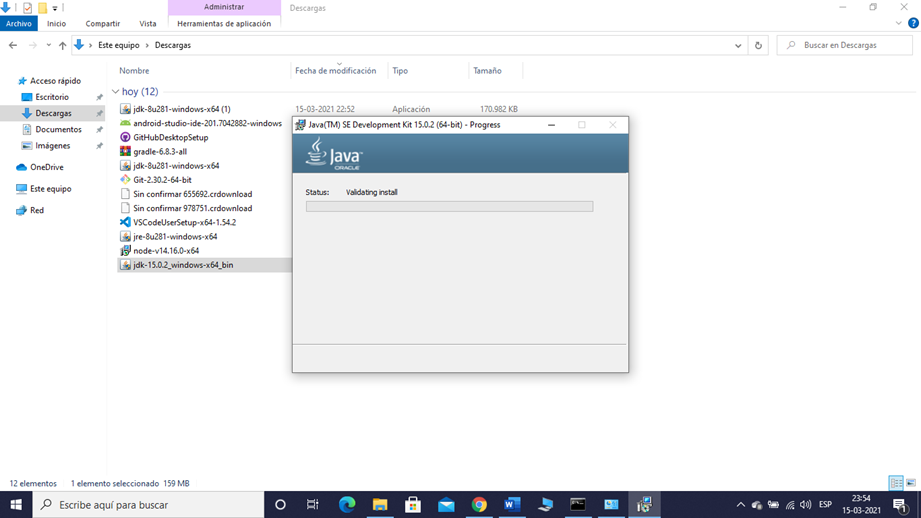 Administrar
Descargas
Archivo
Inicio
Compartir
Vista
Herramientas de aplicación
Este equipo > Descargas
Buscar en Descargas
Nombre
Fecha de modificación
Tipo
Tamaño
Acceso rápido
Escritorio
Descargas
Documentos
Imágenes
OneDrive
Este equipo
Red
hoy (12)
jdk-8u281-windows-x64 (1) 15-03-2021 22:52 Aplicación 170.982 KB
android-studio-ide-201.7042882-windows
GitHubDesktopSetup
gradle-6.8.3-all
jdk-8u281-windows-x64
Git-2.30.2-64-bit
Sin confirmar 655692.crdownload
Sin confirmar 978751.crdownload
VSCodeUserSetup-x64-1.54.2
jre-8u281-windows-x64
node-v14.16.0-x64
jdk-15.0.2_windows-x64_bin
Java(TM) SE Development Kit 15.0.2 (64-bit) - Progress
Java™
ORACLE
Status: Validating install
12 elementos 1 elemento seleccionado 159 MB
Escribe aquí para buscar
ESP
23:54
15-03-2021
1